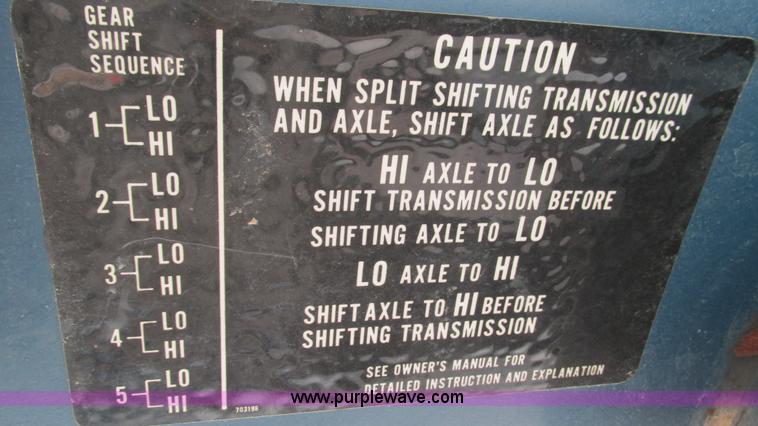 GEAR
SHIFT
SEQUENCE
1 LO
HI
2 LO
HI
3 LO
HI
4 LO
HI
5 LO
HI
CAUTION
WHEN SPLIT SHIFTING TRANSMISSION
AND AXLE, SHIFT AXLE AS FOLLOWS:
HI AXLE TO LO
SHIFT TRANSMISSION BEFORE
SHIFTING AXLE TO LO
LO AXLE TO HI
SHIFT AXLE TO HI BEFORE
SHIFTING TRANSMISSION
SEE OWNER'S MANUAL FOR
DETAILED INSTRUCTION AND EXPLANATION
703198
www.purplewave.com